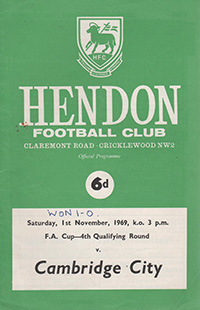 HFC
HENDON
FOOTBALL CLUB
CLAREMONT ROAD · CRICKLEWOOD NW2
Official Programme
6d
WON 1-0
Saturday, 1st November, 1969, k.o. 3 p.m.
F.A. Cup—4th Qualifying Round
v.
Cambridge City